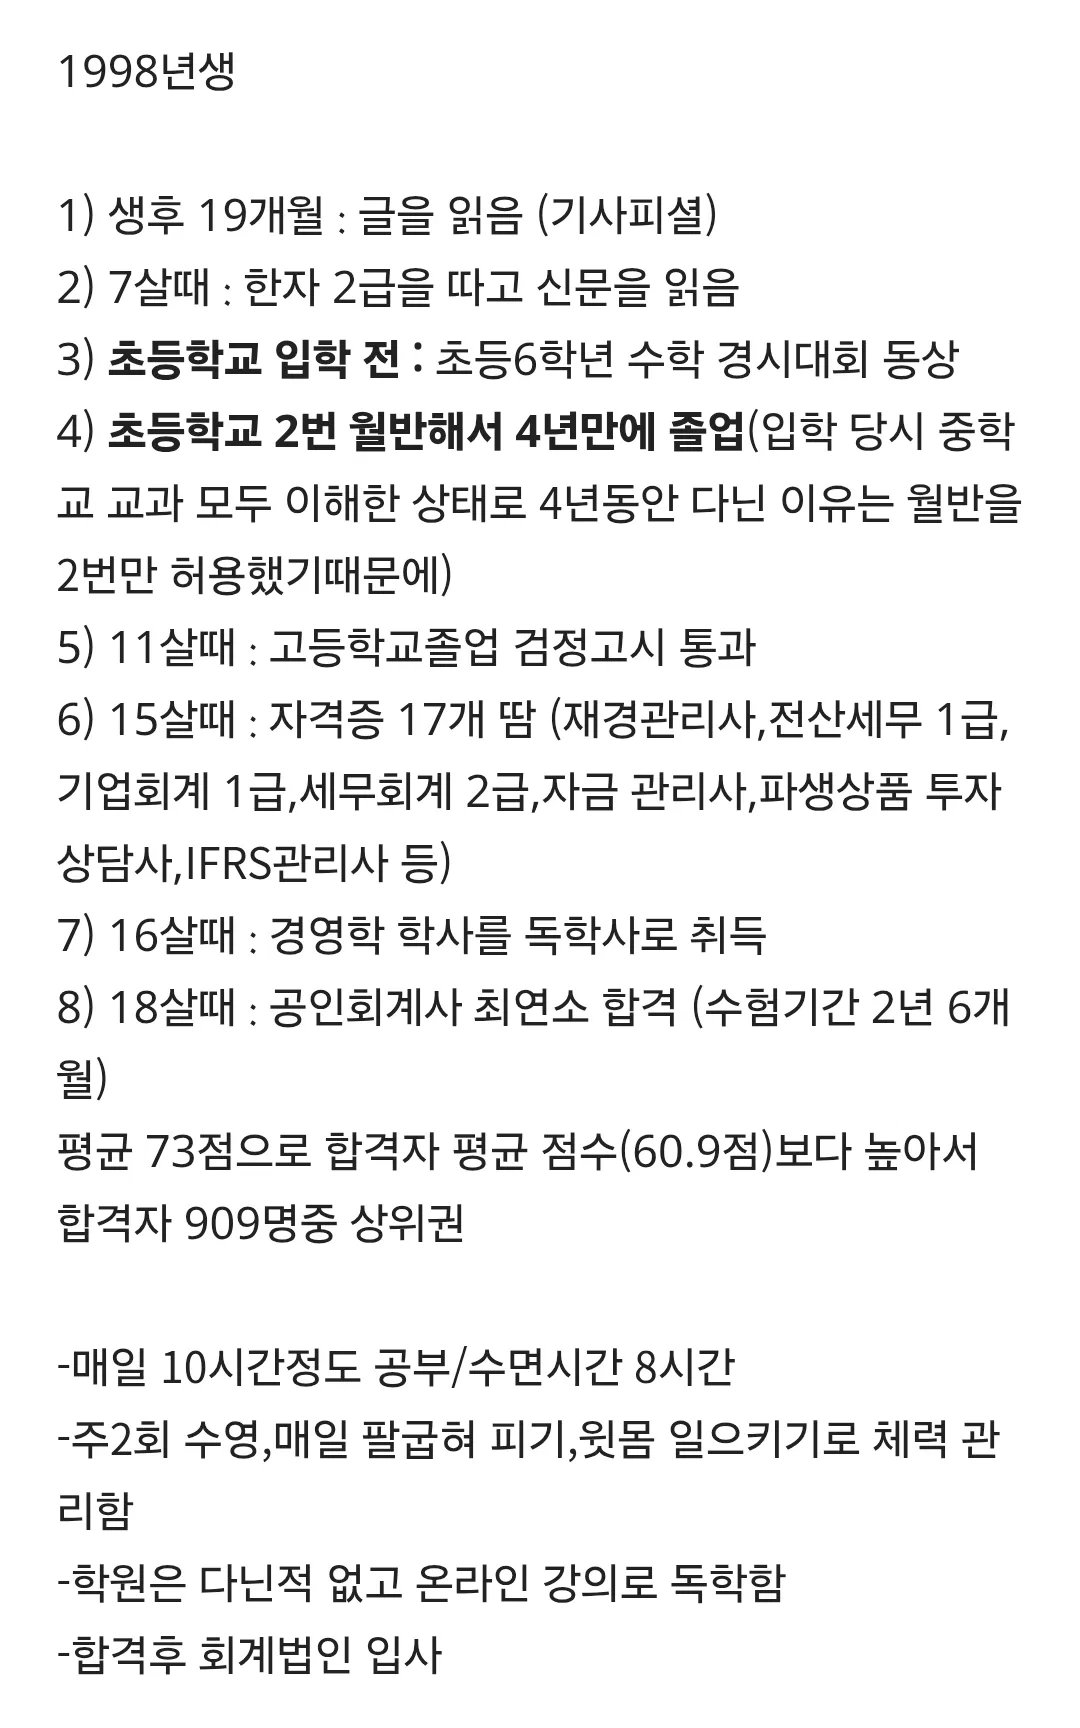 1998년생
1) 생후 19개월 : 글을 읽음 (기사피셜)
2) 7살때 : 한자 2급을 따고 신문을 읽음
3) 초등학교 입학 전 : 초등6학년 수학 경시대회 동상
4) 초등학교 2번 월반해서 4년만에 졸업(입학 당시 중학
교 교과 모두 이해한 상태로 4년동안 다닌 이유는 월반을
2번만 허용했기때문에)
5) 11살때 : 고등학교졸업 검정고시 통과
6) 15살때 : 자격증 17개 땀 (재경관리사,전산세무 1급,
기업회계 1급,세무회계 2급,자금 관리사,파생상품 투자
상담사,IFRS관리사 등)
7) 16살때 : 경영학 학사를 독학사로 취득
8) 18살때 : 공인회계사 최연소 합격 (수험기간 2년 6개
월)
평균 73점으로 합격자 평균 점수(60.9점)보다 높아서
합격자 909명중 상위권
-매일 10시간정도 공부/수면시간 8시간
-주2회 수영,매일 팔굽혀 피기,윗몸 일으키기로 체력 관
리함
-학원은 다닌적 없고 온라인 강의로 독학함
-합격후 회계법인 입사